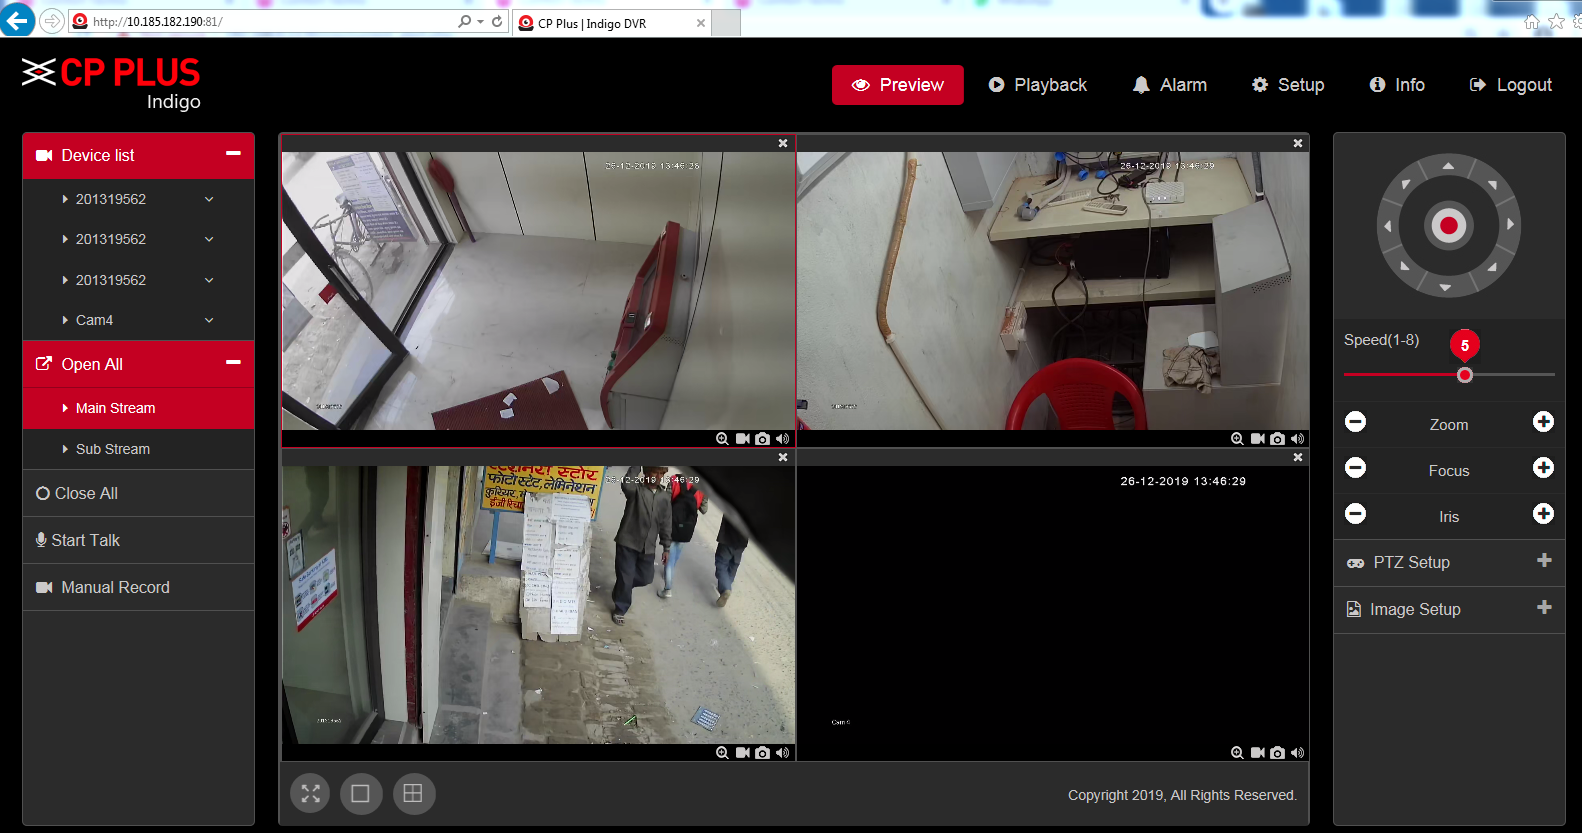 http://10.185.182.190:81/
CP Plus | Indigo DVR
CP PLUS
Indigo
Preview
Playback
Alarm
Setup
Info
Logout
Device list
201319562
201319562
201319562
Cam4
Open All
Main Stream
Sub Stream
Close All
Start Talk
Manual Record
26-12-2019 13:46:28
26-12-2019 13:46:29
26-12-2019 13:46:29
फोटो स्टेट, लेमिनेशन
26-12-2019 13:46:29
Cam 4
Copyright 2019, All Rights Reserved.
Speed(1-8)
5
Zoom
Focus
Iris
PTZ Setup
Image Setup